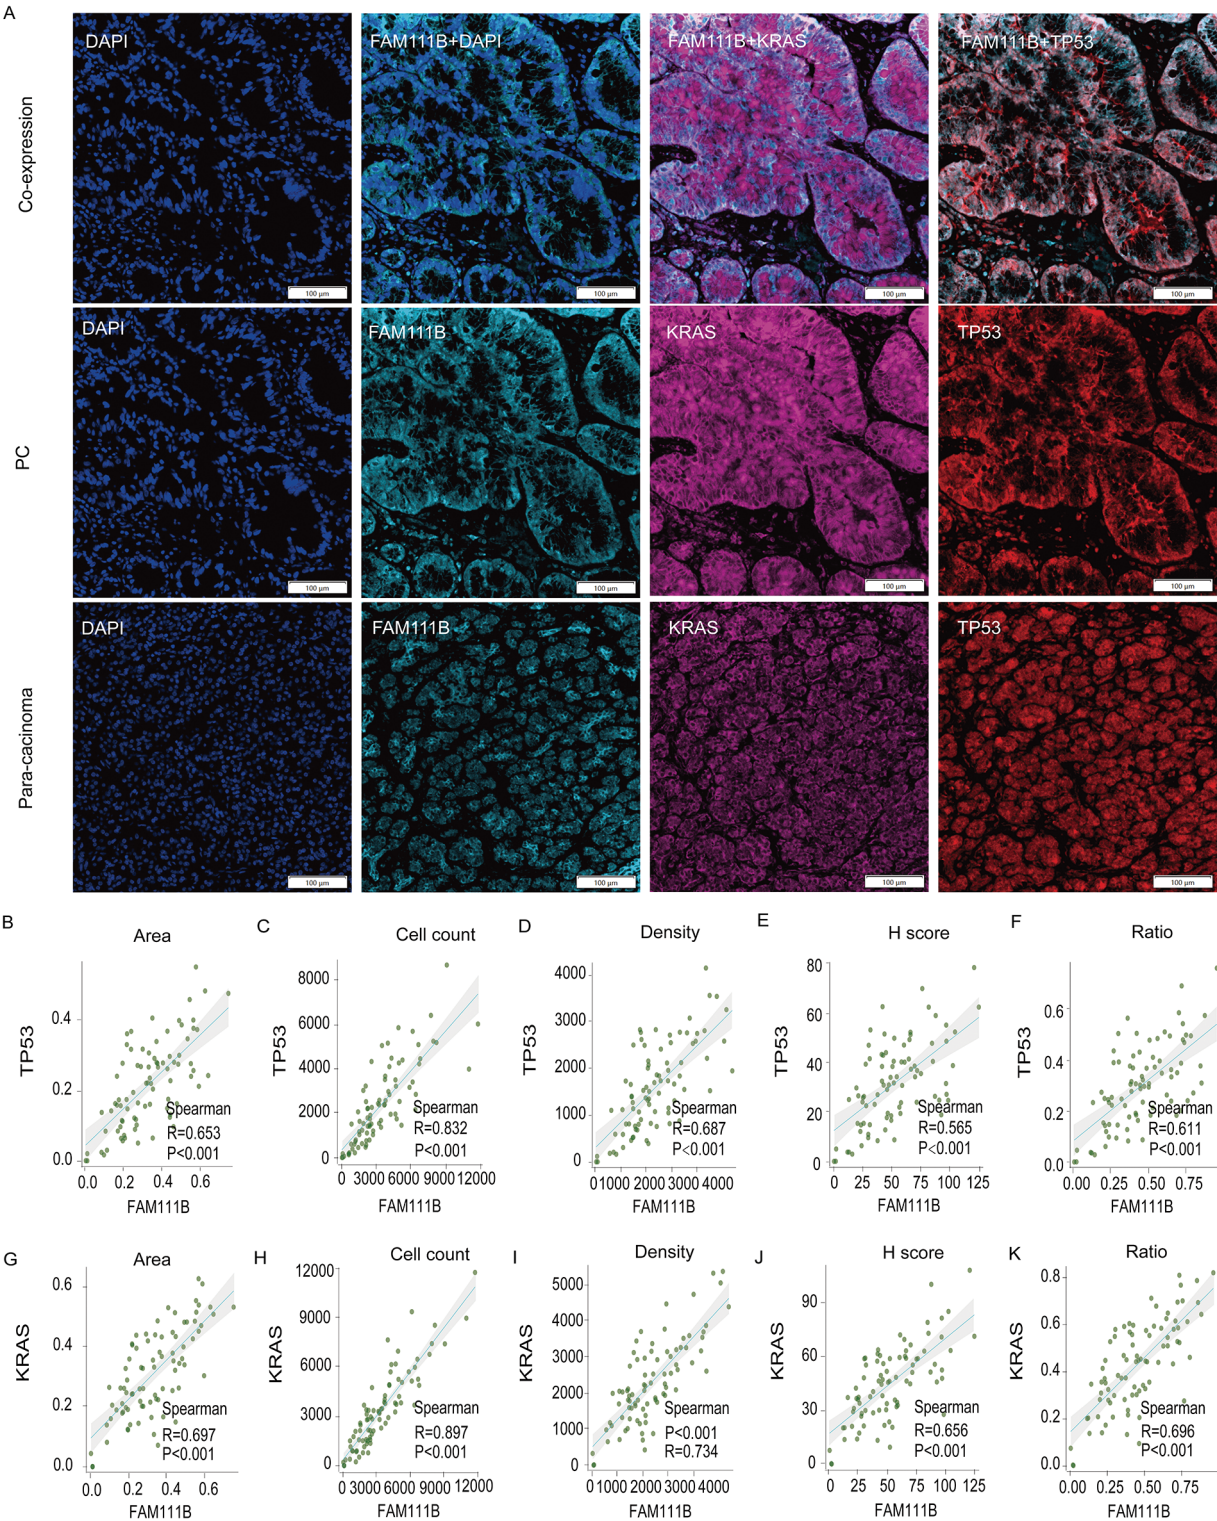 A
DAPI
FAM111B+DAPI
FAM111B+KRAS
FAM111B+TP53
Co-expression
100 μm
100 μm
100 μm
100 μm
DAPI
FAM111B
KRAS
TP53
PC
100 μm
100 μm
100 μm
100 μm
DAPI
FAM111B
KRAS
TP53
Para-cacinoma
100 μm
100 μm
100 μm
100 μm
B
Area
TP53
0.4
0.2
0.0
Spearman
R=0.653
P<0.001
0.0 0.2 0.4 0.6
FAM111B
C
Cell count
TP53
8000
6000
4000
2000
0
Spearman
R=0.832
P<0.001
0 3000 6000 9000 12000
FAM111B
D
Density
TP53
4000
3000
2000
1000
0
Spearman
R=0.687
P<0.001
0 1000 2000 3000 4000
FAM111B
E
H score
TP53
80
60
40
20
0
Spearman
R=0.565
P<0.001
0 25 50 75 100 125
FAM111B
F
Ratio
TP53
0.6
0.4
0.2
0.0
Spearman
R=0.611
P<0.001
0.00 0.25 0.50 0.75
FAM111B
G
Area
KRAS
0.6
0.4
0.2
0.0
Spearman
R=0.697
P<0.001
0.0 0.2 0.4 0.6
FAM111B
H
Cell count
KRAS
12000
9000
6000
3000
0
Spearman
R=0.897
P<0.001
0 3000 6000 9000 12000
FAM111B
I
Density
KRAS
5000
4000
3000
2000
1000
0
Spearman
P<0.001
R=0.734
0 1000 2000 3000 4000
FAM111B
J
H score
KRAS
90
60
30
0
Spearman
R=0.656
P<0.001
0 25 50 75 100 125
FAM111B
K
Ratio
KRAS
0.8
0.6
0.4
0.2
0.0
Spearman
R=0.696
P<0.001
0.00 0.25 0.50 0.75
FAM111B